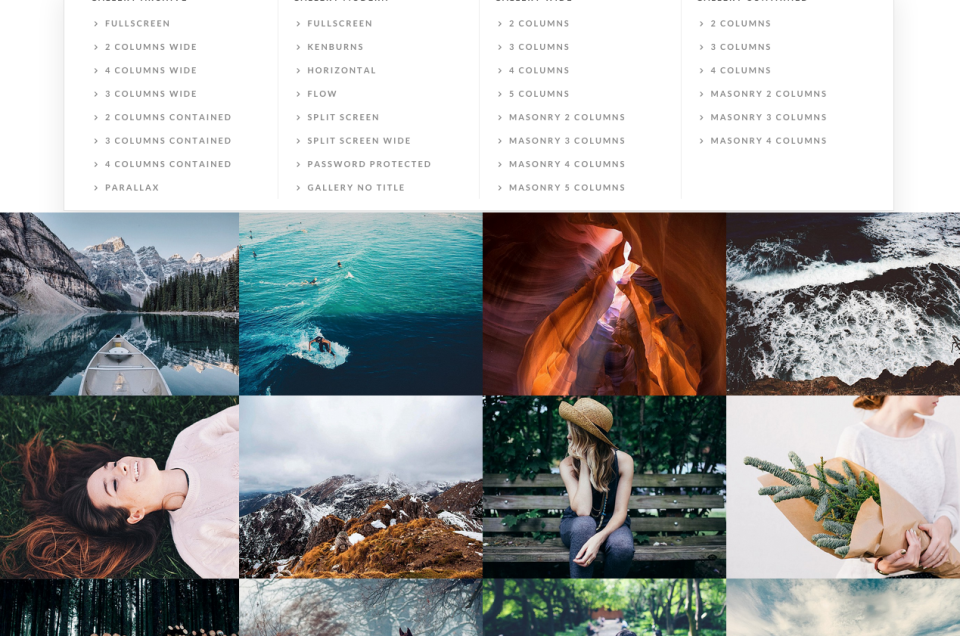 FULLSCREEN
2 COLUMNS WIDE
4 COLUMNS WIDE
3 COLUMNS WIDE
2 COLUMNS CONTAINED
3 COLUMNS CONTAINED
4 COLUMNS CONTAINED
PARALLAX
FULLSCREEN
KENBURNS
HORIZONTAL
FLOW
SPLIT SCREEN
SPLIT SCREEN WIDE
PASSWORD PROTECTED
GALLERY NO TITLE
2 COLUMNS
3 COLUMNS
4 COLUMNS
5 COLUMNS
MASONRY 2 COLUMNS
MASONRY 3 COLUMNS
MASONRY 4 COLUMNS
MASONRY 5 COLUMNS
2 COLUMNS
3 COLUMNS
4 COLUMNS
MASONRY 2 COLUMNS
MASONRY 3 COLUMNS
MASONRY 4 COLUMNS